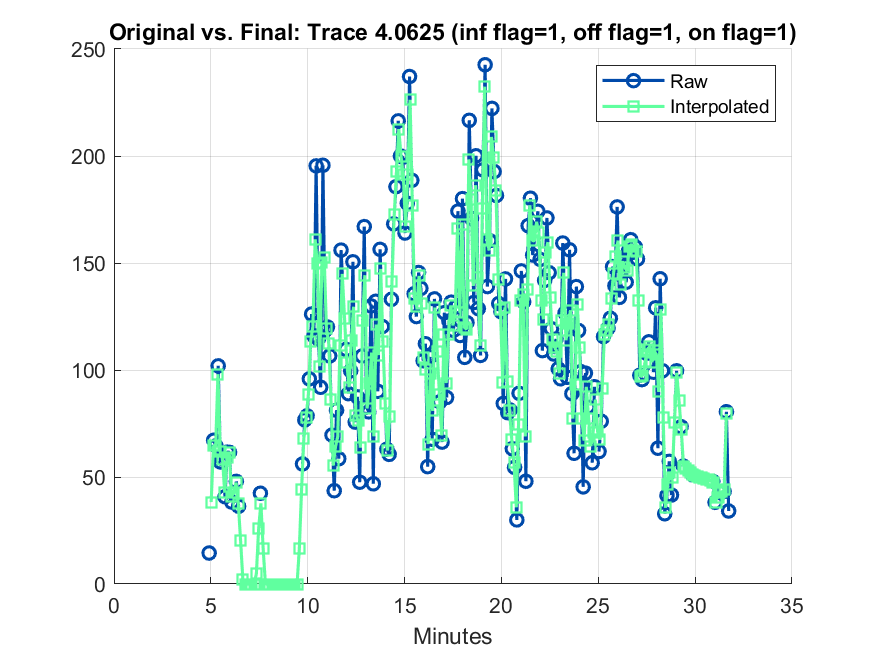 Original vs. Final: Trace 4.0625 (inf flag=1, off flag=1, on flag=1)
250
200
150
100
50
0
Raw
Interpolated
0 5 10 15 20 25 30 35
Minutes